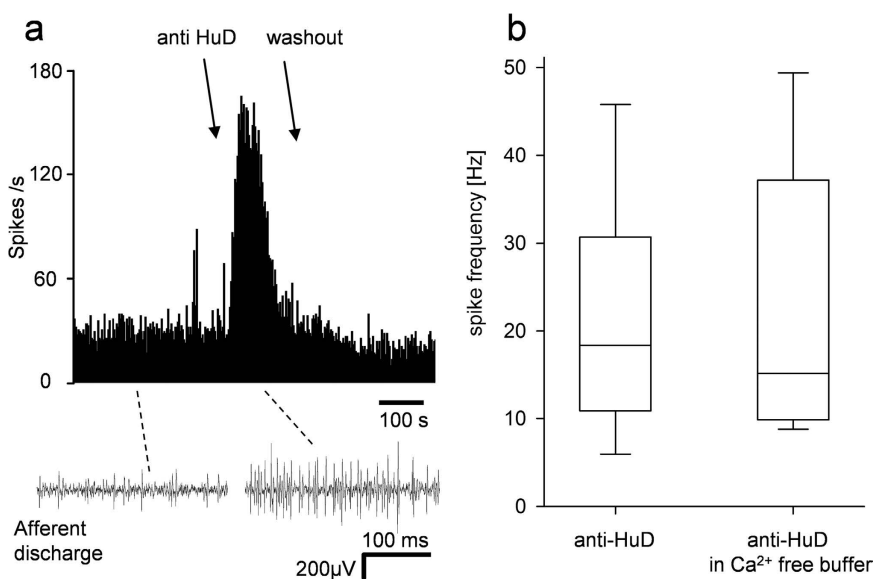 a
anti HuD washout
180
120
60
0
Spikes /s
100 s
Afferent
discharge
100 ms
200µV
b
50
40
30
20
10
0
spike frequency [Hz]
anti-HuD
anti-HuD
in Ca²⁺ free buffer